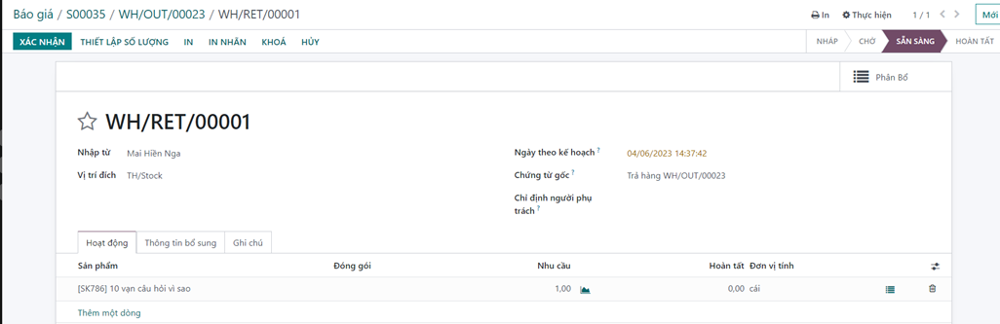 Báo giá / S00035 / WH/OUT/00023 / WH/RET/00001
In Thực hiện 1 / 1 Mới
XÁC NHẬN THIẾT LẬP SỐ LƯỢNG IN IN NHÃN KHOÁ HỦY
NHÁP CHỜ SẴN SÀNG HOÀN TẤT
Phân Bổ
WH/RET/00001
Nhập từ Mai Hiền Nga
Ngày theo kế hoạch ? 04/06/2023 14:37:42
Vị trí đích TH/Stock
Chứng từ gốc ? Trả hàng WH/OUT/00023
Chỉ định người phụ
trách ?
Hoạt động Thông tin bổ sung Ghi chú
Sản phẩm Đóng gói Nhu cầu Hoàn tất Đơn vị tính
[SK786] 10 vạn câu hỏi vì sao 1,00 0,00 cái
Thêm một dòng